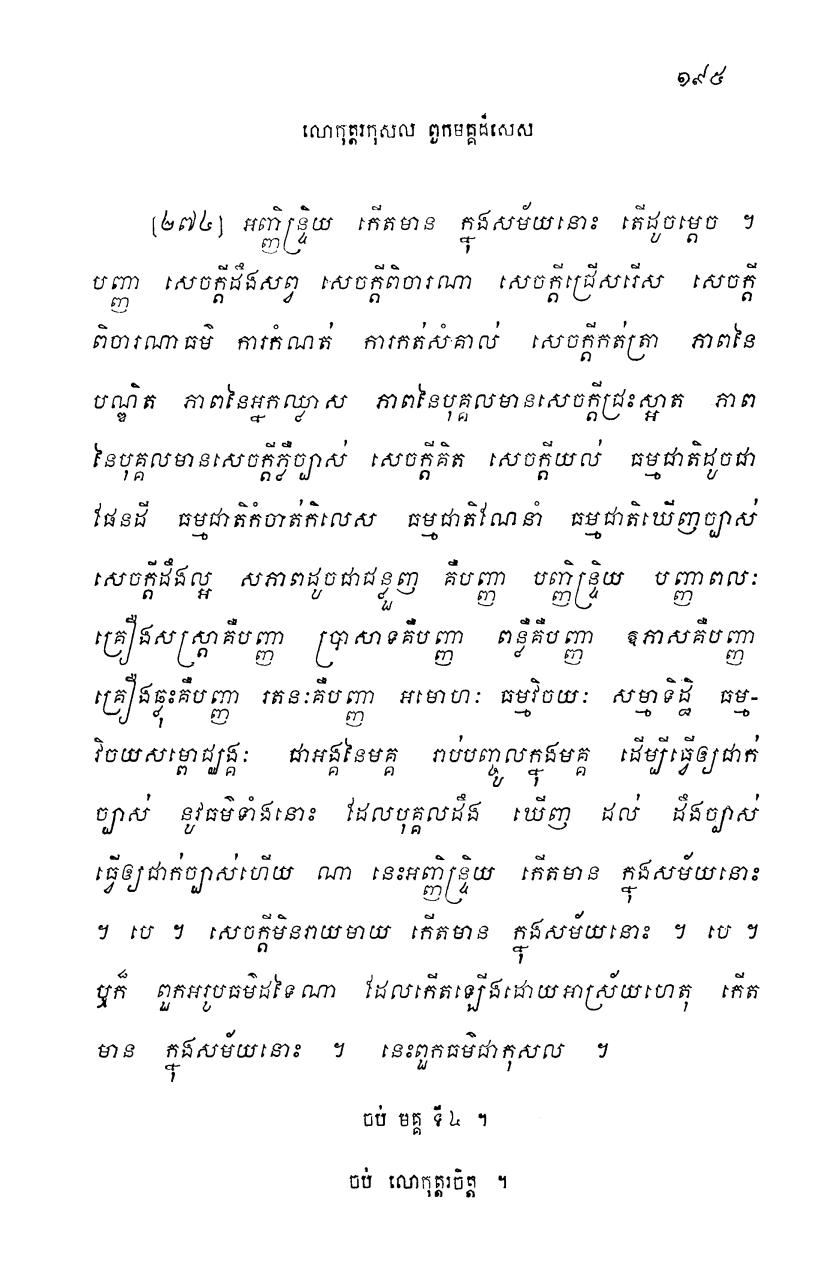 ១៩៥
លោកុត្តរកុសល ពួកមគ្គដ៏សេស
[២៧៤] អញ្ញិន្ទ្រិយ កើតមាន ក្នុងសម័យនោះ តើដូចម្តេច ។
បញ្ញា សេចក្តីដឹងសព្វ សេចក្តីពិចារណា សេចក្តីជ្រើសរើស សេចក្តី
ពិចារណាធម៌ ការកំណត់ ការកត់សំគាល់ សេចក្តីកត់ត្រា ភាពនៃ
បណ្ឌិត ភាពនៃអ្នកឈ្លាស ភាពនៃបុគ្គលមានសេចក្តីជ្រះស្អាត ភាព
នៃបុគ្គលមានសេចក្តីភ្លឺច្បាស់ សេចក្តីគិត សេចក្តីយល់ ធម្មជាតិដូចជា
ផែនដី ធម្មជាតិកំចាត់កិលេស ធម្មជាតិណែនាំ ធម្មជាតិឃើញច្បាស់
សេចក្តីដឹងល្អ សភាពដូចជាជន្លួញ គឺបញ្ញា បញ្ញិន្ទ្រិយ បញ្ញាពលៈ
គ្រឿងសស្ត្រាគឺបញ្ញា ប្រាសាទគឺបញ្ញា ពន្លឺគឺបញ្ញា ឱភាសគឺបញ្ញា
គ្រឿងធ្លុះគឺបញ្ញា រតនៈគឺបញ្ញា អមោហៈ ធម្មវិចយៈ សម្មាទិដ្ឋិ ធម្ម-
វិចយសម្ពោជ្ឈង្គៈ ជាអង្គនៃមគ្គ រាប់បញ្ចូលក្នុងមគ្គ ដើម្បីធ្វើឲ្យជាក់
ច្បាស់ នូវធម៌ទាំងនោះ ដែលបុគ្គលដឹង ឃើញ ដល់ ដឹងច្បាស់
ធ្វើឲ្យជាក់ច្បាស់ហើយ ណា នេះអញ្ញិន្ទ្រិយ កើតមាន ក្នុងសម័យនោះ
។ បេ ។ សេចក្តីមិនរាយមាយ កើតមាន ក្នុងសម័យនោះ ។ បេ ។
ឬក៏ ពួកអរូបធម៌ដទៃណា ដែលកើតឡើងដោយអាស្រ័យហេតុ កើត
មាន ក្នុងសម័យនោះ ។ នេះពួកធម៌ជាកុសល ។
ចប់ មគ្គ ទី៤ ។
ចប់ លោកុត្តរចិត្ត ។